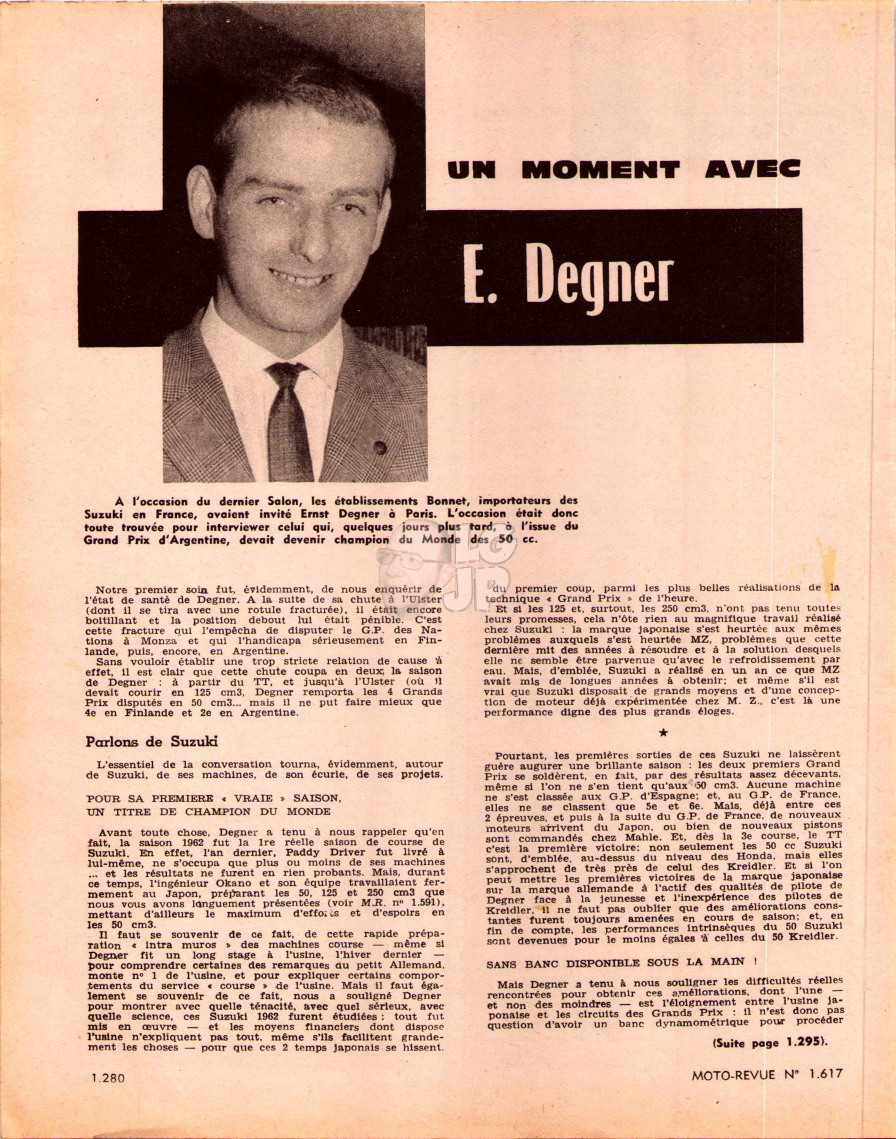 UN MOMENT AVEC
E. Degner
A l'occasion du dernier Salon, les établissements Bonnet, importateurs des
Suzuki en France, avaient invité Ernst Degner à Paris. L'occasion était donc
toute trouvée pour interviewer celui qui, quelques jours plus tard, à l'issue du
Grand Prix d'Argentine, devait devenir champion du Monde des 50 cc.
LG
JP
Notre premier soin fut, évidemment, de nous enquérir de
l'état de santé de Degner. A la suite de sa chute à l'Ulster
(dont il se tira avec une rotule fracturée), il était encore
boitillant et la position debout lui était pénible. C'est
cette fracture qui l'empêcha de disputer le G.P. des Na-
tions à Monza et qui l'handicapa sérieusement en Fin-
lande, puis, encore, en Argentine.
Sans vouloir établir une trop stricte relation de cause à
effet, il est clair que cette chute coupa en deux la saison
de Degner : à partir du TT, et jusqu'à l'Ulster (où il
devait courir en 125 cm3, Degner remporta les 4 Grands
Prix disputés en 50 cm3... mais il ne put faire mieux que
4e en Finlande et 2e en Argentine.
Parlons de Suzuki
L'essentiel de la conversation tourna, évidemment, autour
de Suzuki, de ses machines, de son écurie, de ses projets.
POUR SA PREMIERE « VRAIE » SAISON,
UN TITRE DE CHAMPION DU MONDE
Avant toute chose, Degner a tenu à nous rappeler qu'en
fait, la saison 1962 fut la 1re réelle saison de course de
Suzuki. En effet, l'an dernier, Paddy Driver fut livré à
lui-même, ne s'occupa que plus ou moins de ses machines
... et les résultats ne furent en rien probants. Mais, durant
ce temps, l'ingénieur Okano et son équipe travaillaient fer-
mement au Japon, préparant les 50, 125 et 250 cm3 que
nous vous avons longuement présentées (voir M.R. n° 1.591),
mettant d'ailleurs le maximum d'efforts et d'espoirs en
les 50 cm3.
Il faut se souvenir de ce fait, de cette rapide prépa-
ration « intra muros » des machines course — même si
Degner fit un long stage à l'usine, l'hiver dernier —
pour comprendre certaines des remarques du petit Allemand,
monte n° 1 de l'usine, et pour expliquer certains compor-
tements du service « course » de l'usine. Mais il faut éga-
lement se souvenir de ce fait, nous a souligné Degner
pour montrer avec quelle ténacité, avec quel sérieux, avec
quelle science, ces Suzuki 1962 furent étudiées : tout fut
mis en œuvre — et les moyens financiers dont dispose
l'usine n'expliquent pas tout, même s'ils facilitent grande-
ment les choses — pour que ces 2 temps japonais se hissent.
du premier coup, parmi les plus belles réalisations de la
technique « Grand Prix » de l'heure.
Et si les 125 et, surtout, les 250 cm3, n'ont pas tenu toutes
leurs promesses, cela n'ôte rien au magnifique travail réalisé
chez Suzuki : la marque japonaise s'est heurtée aux mêmes
problèmes auxquels s'est heurtée MZ, problèmes que cette
dernière mit des années à résoudre et à la solution desquels
elle ne semble être parvenue qu'avec le refroidissement par
eau. Mais, d'emblée, Suzuki a réalisé en un an ce que MZ
avait mis de longues années à obtenir; et même s'il est
vrai que Suzuki disposait de grands moyens et d'une concep-
tion de moteur déjà expérimentée chez M. Z., c'est là une
performance digne des plus grands éloges.
★
Pourtant, les premières sorties de ces Suzuki ne laissèrent
guère augurer une brillante saison : les deux premiers Grand
Prix se soldèrent, en fait, par des résultats assez décevants,
même si l'on ne s'en tient qu'aux 50 cm3. Aucune machine
ne s'est classée aux G.P. d'Espagne; et, au G.P. de France,
elles ne se classent que 5e et 6e. Mais, déjà entre ces
2 épreuves, et puis à la suite du G.P. de France, de nouveaux
moteurs arrivent du Japon, ou bien de nouveaux pistons
sont commandés chez Mahle. Et, dès la 3e course, le TT
c'est la première victoire; non seulement les 50 cc Suzuki
sont, d'emblée, au-dessus du niveau des Honda, mais elles
s'approchent de très près de celui des Kreidler. Et si l'on
peut mettre les premières victoires de la marque japonaise
sur la marque allemande à l'actif des qualités de pilote de
Degner face à la jeunesse et l'inexpérience des pilotes de
Kreidler, il ne faut pas oublier que des améliorations cons-
tantes furent toujours amenées en cours de saison; et, en
fin de compte, les performances intrinsèques du 50 Suzuki
sont devenues pour le moins égales à celles du 50 Kreidler.
SANS BANC DISPONIBLE SOUS LA MAIN !
Mais Degner a tenu à nous souligner les difficultés réelles
rencontrées pour obtenir ces améliorations, dont l'une —
et non des moindres — est l'éloignement entre l'usine ja-
ponaise et les circuits des Grands Prix : il n'est donc pas
question d'avoir un banc dynamométrique pour procéder
(Suite page 1.295).
1.280
MOTO-REVUE N° 1.617